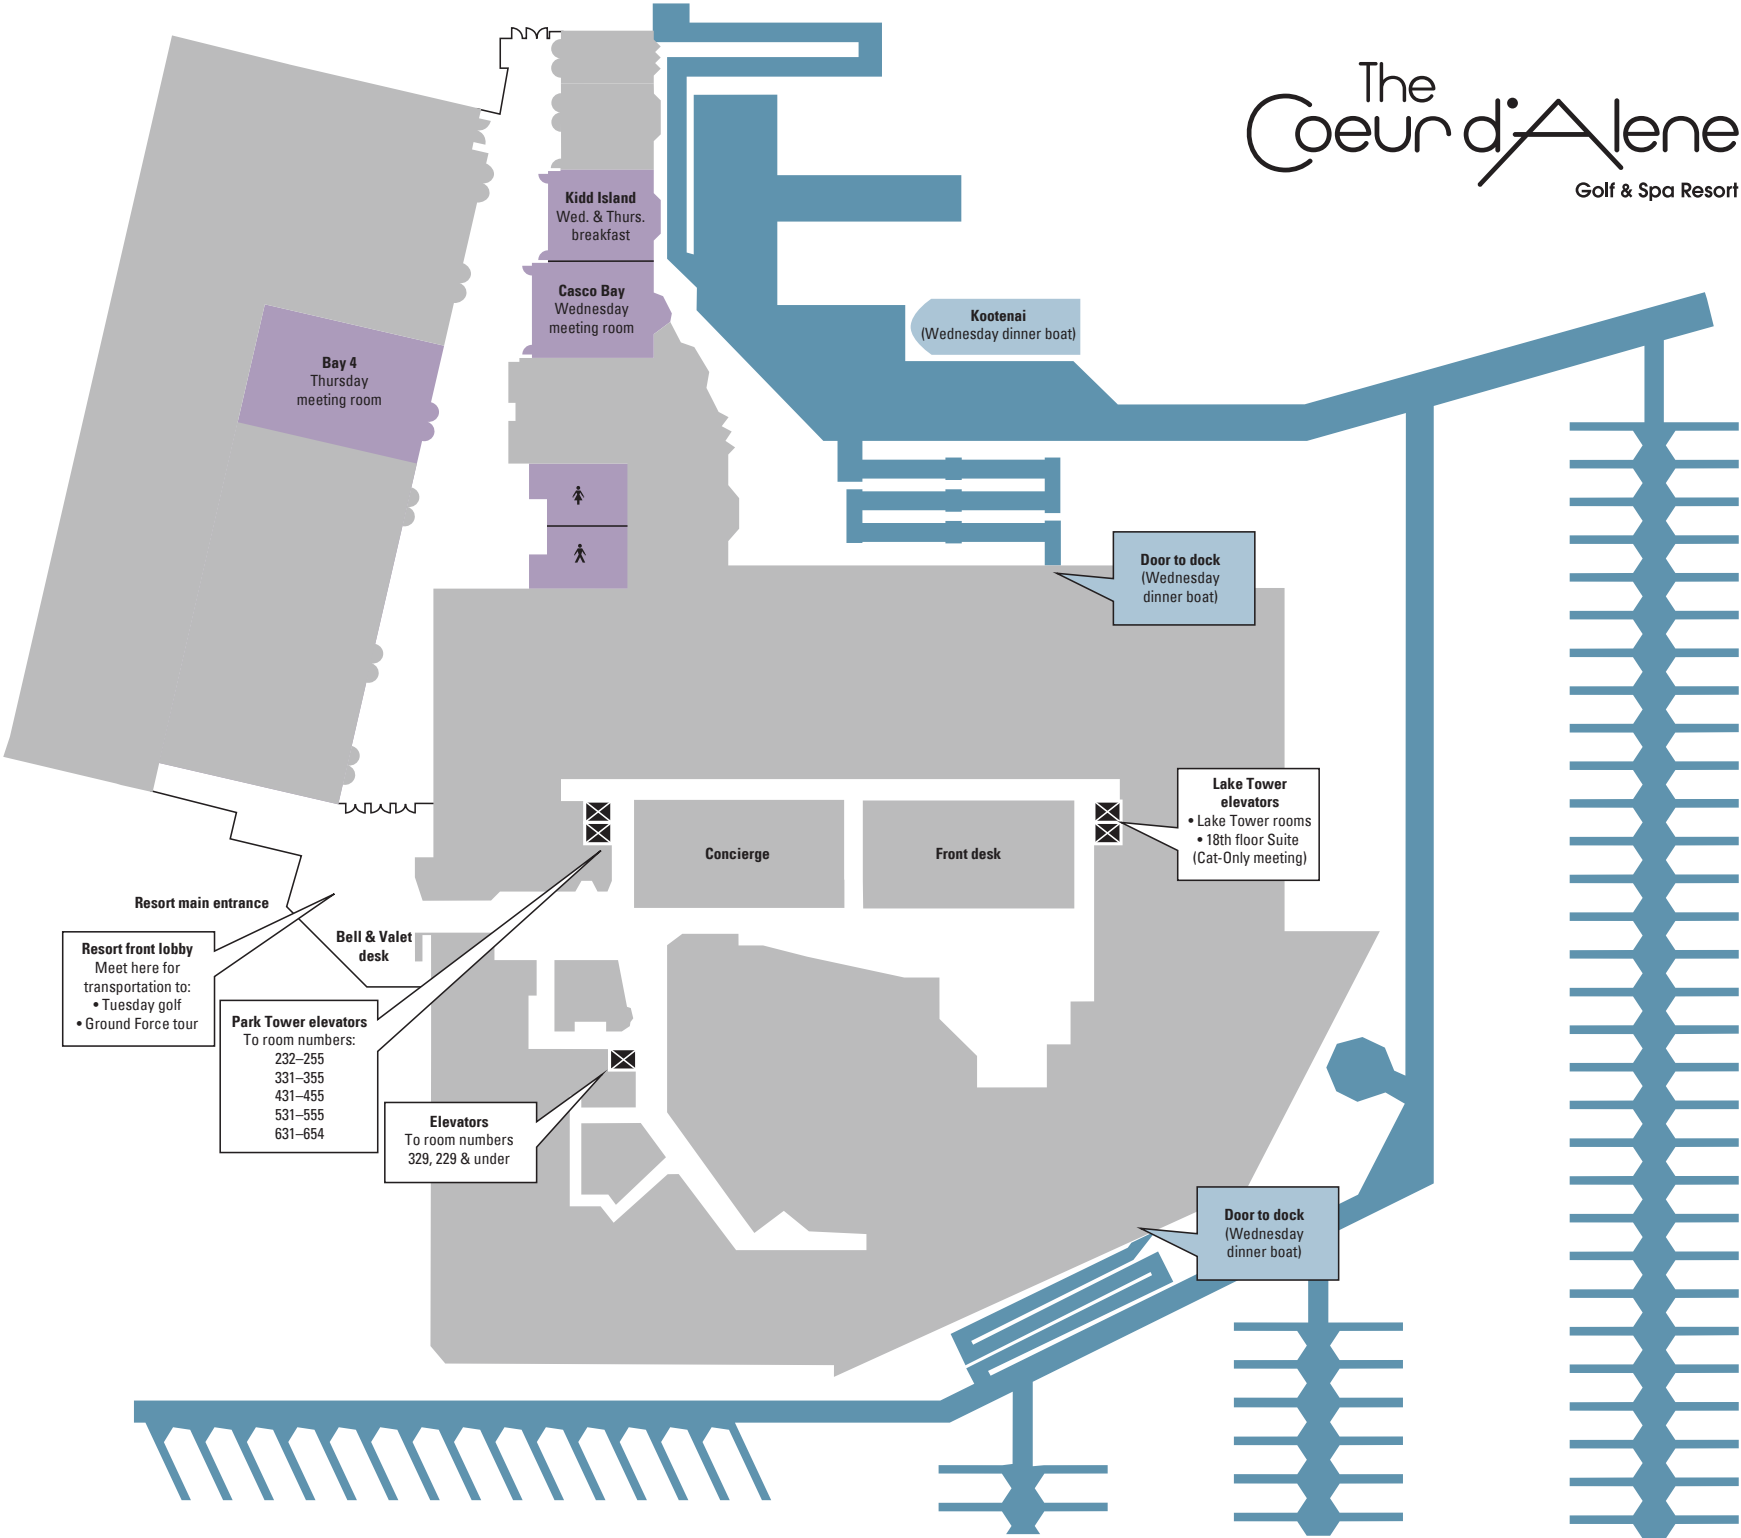 The
Coeur d'Alene
Golf & Spa Resort
Kidd Island
Wed. & Thurs.
breakfast
Casco Bay
Wednesday
meeting room
Kootenai
(Wednesday dinner boat)
Bay 4
Thursday
meeting room
Door to dock
(Wednesday
dinner boat)
Lake Tower
elevators
• Lake Tower rooms
• 18th floor Suite
(Cat-Only meeting)
Concierge
Front desk
Resort main entrance
Bell & Valet
desk
Resort front lobby
Meet here for
transportation to:
• Tuesday golf
• Ground Force tour
Park Tower elevators
To room numbers:
232–255
331–355
431–455
531–555
631–654
Elevators
To room numbers
329, 229 & under
Door to dock
(Wednesday
dinner boat)